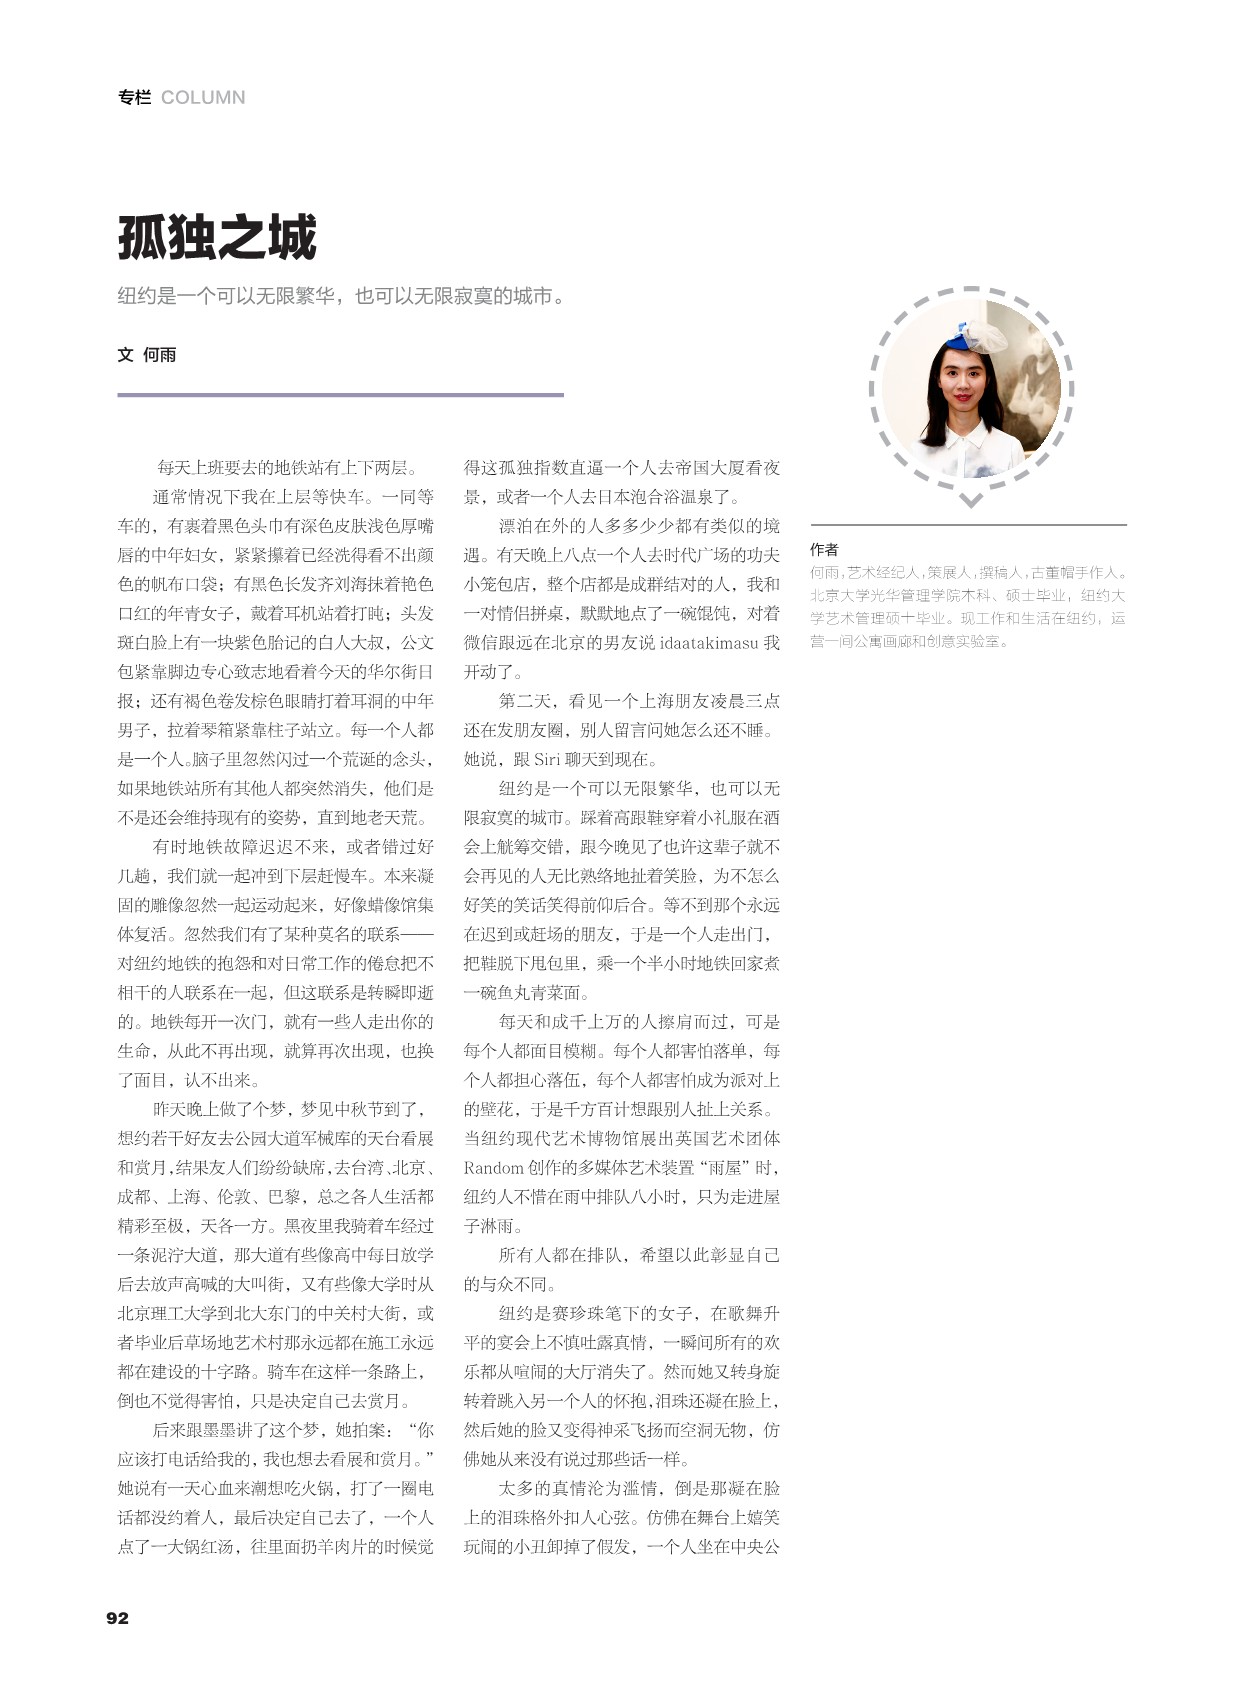 专栏 COLUMN
孤独之城
纽约是一个可以无限繁华，也可以无限寂寞的城市。
文 何雨
每天上班要去的地铁站有上下两层。
通常情况下我在上层等快车。一同等
车的，有裹着黑色头巾有深色皮肤浅色厚嘴
唇的中年妇女，紧紧攥着已经洗得看不出颜
色的帆布口袋；有黑色长发齐刘海抹着艳色
口红的年青女子，戴着耳机站着打盹；头发
斑白脸上有一块紫色胎记的白人大叔，公文
包紧靠脚边专心致志地看着今天的华尔街日
报；还有褐色卷发棕色眼睛打着耳洞的中年
男子，拉着琴箱紧靠柱子站立。每一个人都
是一个人。脑子里忽然闪过一个荒诞的念头，
如果地铁站所有其他人都突然消失，他们是
不是还会维持现有的姿势，直到地老天荒。
有时地铁故障迟迟不来，或者错过好
几趟，我们就一起冲到下层赶慢车。本来凝
固的雕像忽然一起运动起来，好像蜡像馆集
体复活。忽然我们有了某种莫名的联系——
对纽约地铁的抱怨和对日常工作的倦怠把不
相干的人联系在一起，但这联系是转瞬即逝
的。地铁每开一次门，就有一些人走出你的
生命，从此不再出现，就算再次出现，也换
了面目，认不出来。
昨天晚上做了个梦，梦见中秋节到了，
想约若干好友去公园大道军械库的天台看展
和赏月，结果友人们纷纷缺席，去台湾、北京、
成都、上海、伦敦、巴黎，总之各人生活都
精彩至极，天各一方。黑夜里我骑着车经过
一条泥泞大道，那大道有些像高中每日放学
后去放声高喊的大叫街，又有些像大学时从
北京理工大学到北大东门的中关村大街，或
者毕业后草场地艺术村那永远都在施工永远
都在建设的十字路。骑车在这样一条路上，
倒也不觉得害怕，只是决定自己去赏月。
后来跟墨墨讲了这个梦，她拍案：“你
应该打电话给我的，我也想去看展和赏月。”
她说有一天心血来潮想吃火锅，打了一圈电
话都没约着人，最后决定自己去了，一个人
点了一大锅红汤，往里面扔羊肉片的时候觉
得这孤独指数直逼一个人去帝国大厦看夜
景，或者一个人去日本泡合浴温泉了。
漂泊在外的人多多少少都有类似的境
遇。有天晚上八点一个人去时代广场的功夫
小笼包店，整个店都是成群结对的人，我和
一对情侣拼桌，默默地点了一碗馄饨，对着
微信跟远在北京的男友说 idaatakimasu 我
开动了。
第二天，看见一个上海朋友凌晨三点
还在发朋友圈，别人留言问她怎么还不睡。
她说，跟 Siri 聊天到现在。
纽约是一个可以无限繁华，也可以无
限寂寞的城市。踩着高跟鞋穿着小礼服在酒
会上觥筹交错，跟今晚见了也许这辈子就不
会再见的人无比熟络地扯着笑脸，为不怎么
好笑的笑话笑得前仰后合。等不到那个永远
在迟到或赶场的朋友，于是一个人走出门，
把鞋脱下甩包里，乘一个半小时地铁回家煮
一碗鱼丸青菜面。
每天和成千上万的人擦肩而过，可是
每个人都面目模糊。每个人都害怕落单，每
个人都担心落伍，每个人都害怕成为派对上
的壁花，于是千方百计想跟别人扯上关系。
当纽约现代艺术博物馆展出英国艺术团体
Random 创作的多媒体艺术装置“雨屋”时，
纽约人不惜在雨中排队八小时，只为走进屋
子淋雨。
所有人都在排队，希望以此彰显自己
的与众不同。
纽约是赛珍珠笔下的女子，在歌舞升
平的宴会上不慎吐露真情，一瞬间所有的欢
乐都从喧闹的大厅消失了。然而她又转身旋
转着跳入另一个人的怀抱，泪珠还凝在脸上，
然后她的脸又变得神采飞扬而空洞无物，仿
佛她从来没有说过那些话一样。
太多的真情沦为滥情，倒是那凝在脸
上的泪珠格外扣人心弦。仿佛在舞台上嬉笑
玩闹的小丑卸掉了假发，一个人坐在中央公
作者
何雨，艺术经纪人，策展人，撰稿人，古董帽手作人。
北京大学光华管理学院本科、硕士毕业，纽约大
学艺术管理硕士毕业。现工作和生活在纽约，运
营一间公寓画廊和创意实验室。
92